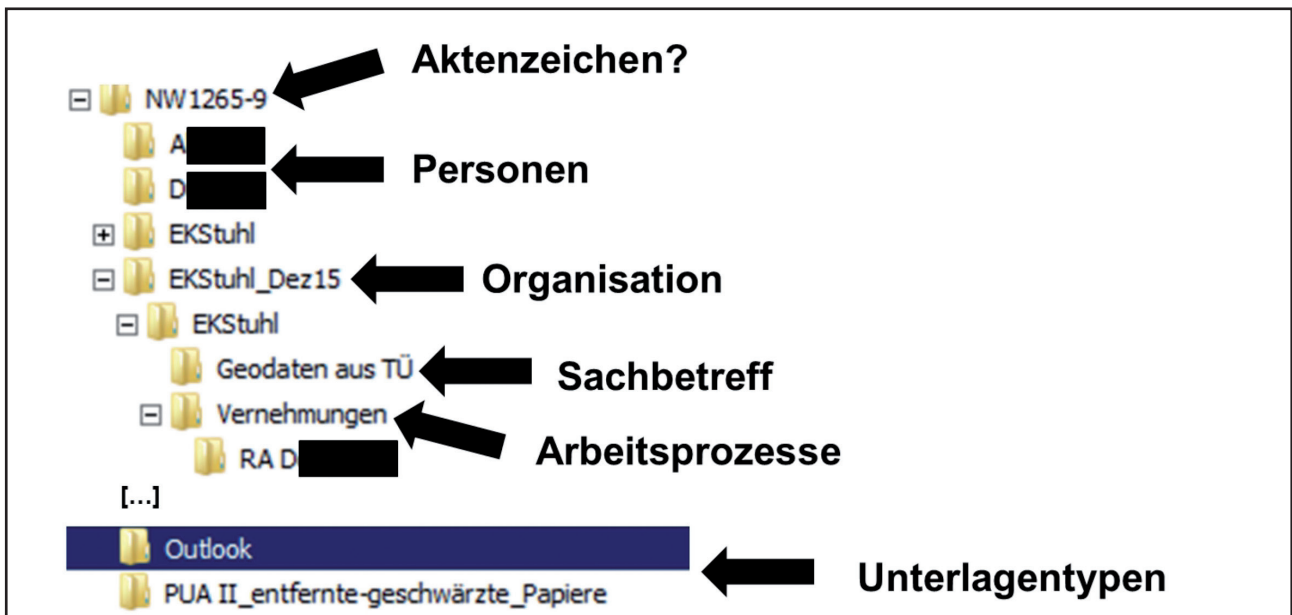 Aktenzeichen?
NW1265-9
A
Personen
D
EKStuhl
EKStuhl_Dez15
Organisation
EKStuhl
Geodaten aus TÜ
Sachbetreff
Vernehmungen
Arbeitsprozesse
RA D
[...]
Outlook
Unterlagentypen
PUA II_entfernte-geschwärzte_Papiere